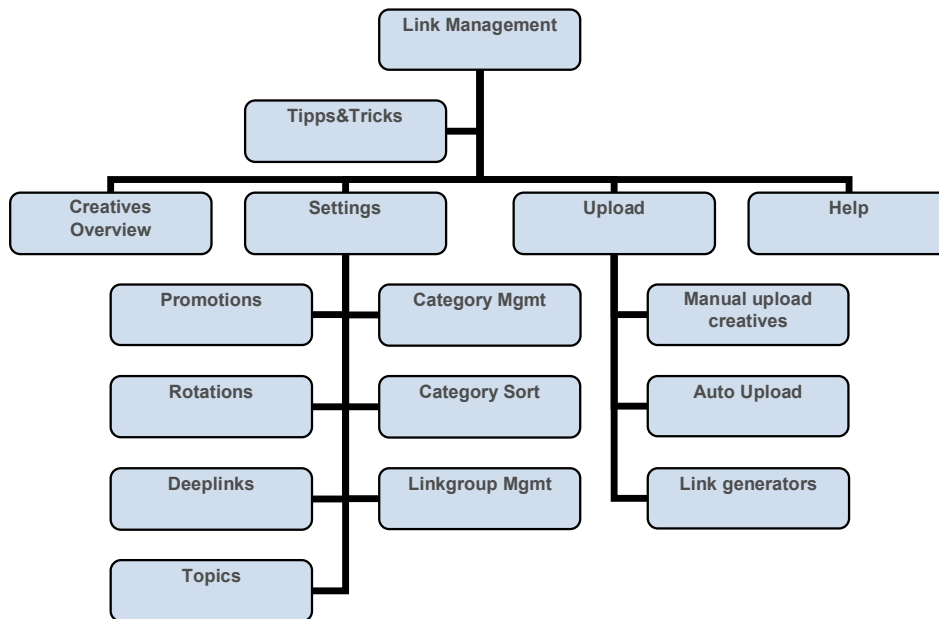 Link Management
Tipps&Tricks
Creatives
Overview
Settings
Upload
Help
Promotions
Category Mgmt
Manual upload
creatives
Rotations
Category Sort
Auto Upload
Deeplinks
Linkgroup Mgmt
Link generators
Topics